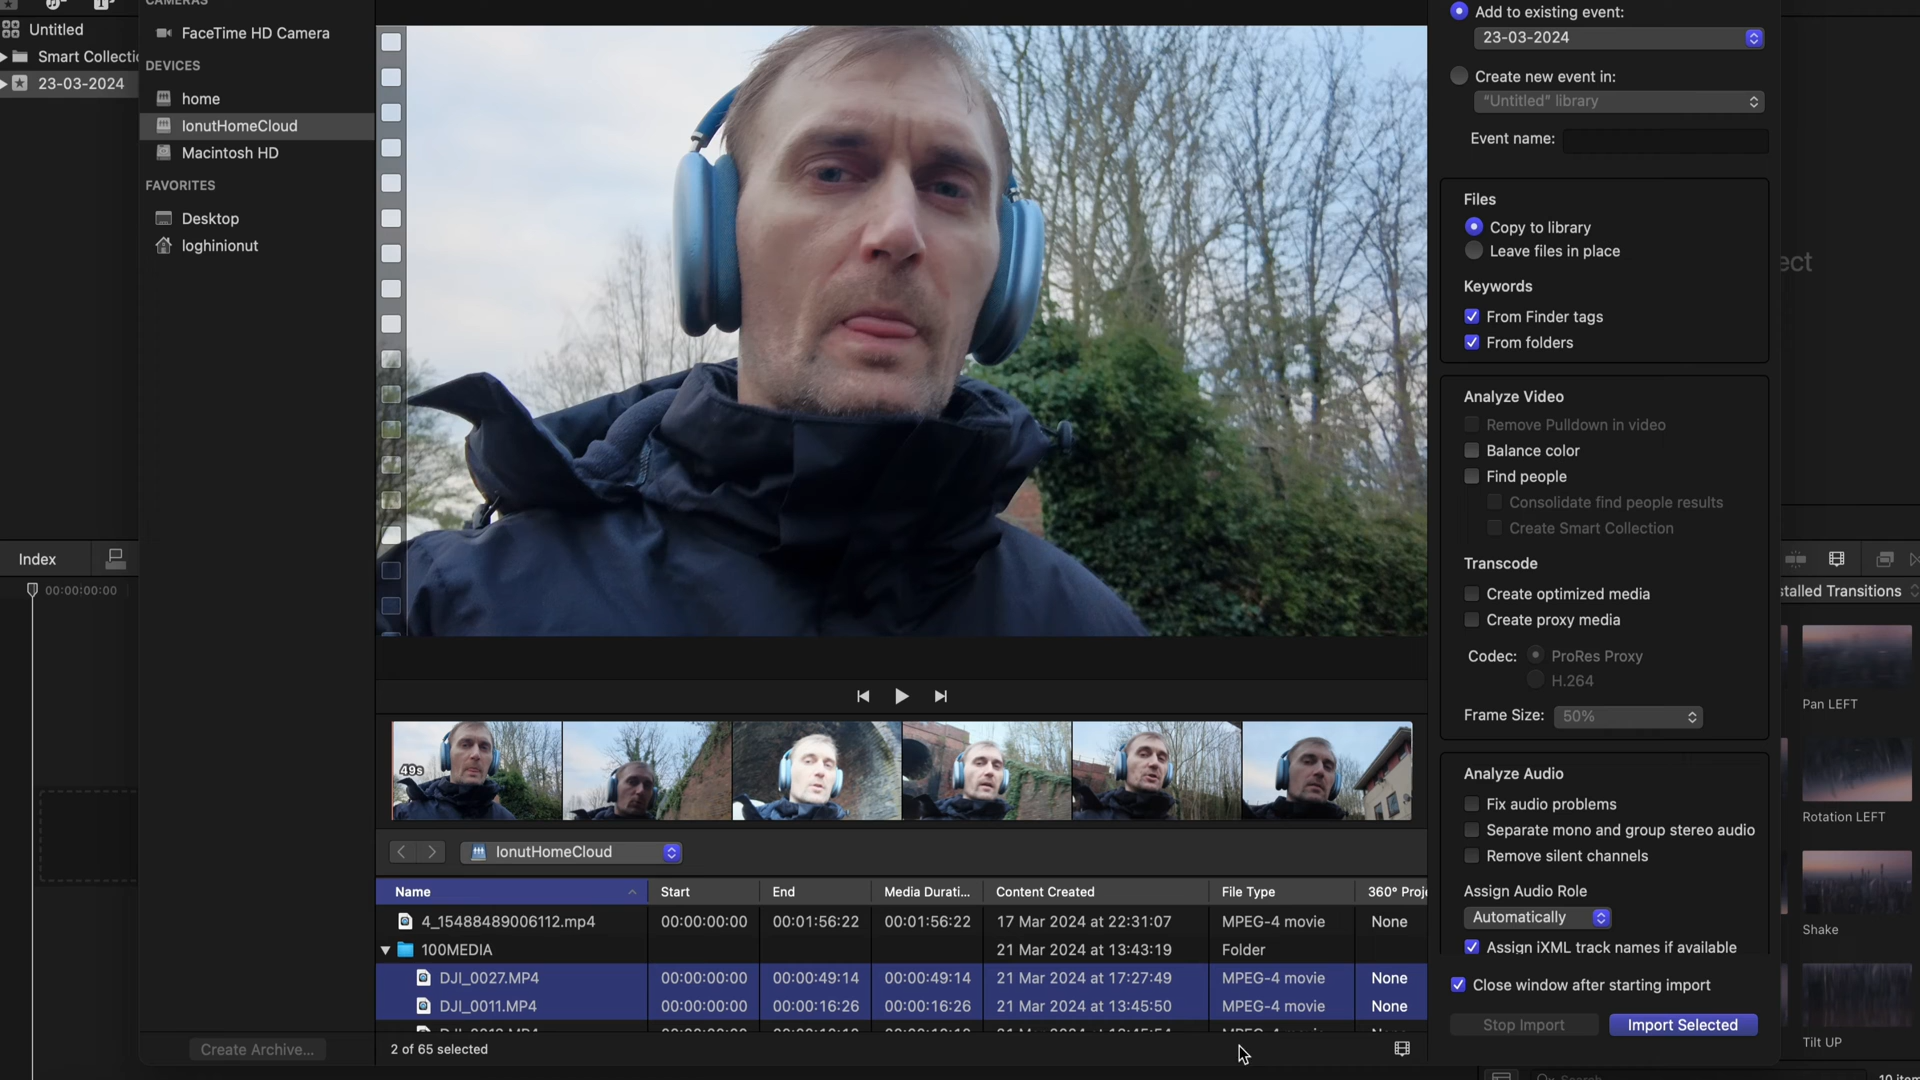 CAMERAS
Untitled
FaceTime HD Camera
Smart Collectio
DEVICES
23-03-2024
home
IonutHomeCloud
Macintosh HD
FAVORITES
Desktop
loghinionut
Index
00:00:00:00
Add to existing event:
23-03-2024
Create new event in:
"Untitled" library
Event name:
Files
Copy to library
Leave files in place
ect
Keywords
From Finder tags
From folders
Analyze Video
Remove Pulldown in video
Balance color
Find people
Consolidate find people results
Create Smart Collection
Transcode
Create optimized media
Create proxy media
Codec:
ProRes Proxy
H.264
Frame Size:
50%
Analyze Audio
Fix audio problems
Separate mono and group stereo audio
Remove silent channels
Assign Audio Role
Automatically
Assign iXML track names if available
Close window after starting import
Stop Import
Import Selected
stalled Transitions
Pan LEFT
Rotation LEFT
Shake
Tilt UP
49s
IonutHomeCloud
Name Start End Media Durati... Content Created File Type 360° Proje
4_15488489006112.mp4 00:00:00:00 00:01:56:22 00:01:56:22 17 Mar 2024 at 22:31:07 MPEG-4 movie None
100MEDIA 21 Mar 2024 at 13:43:19 Folder
DJI_0027.MP4 00:00:00:00 00:00:49:14 00:00:49:14 21 Mar 2024 at 17:27:49 MPEG-4 movie None
DJI_0011.MP4 00:00:00:00 00:00:16:26 00:00:16:26 21 Mar 2024 at 13:45:50 MPEG-4 movie None
Create Archive...
2 of 65 selected
Search